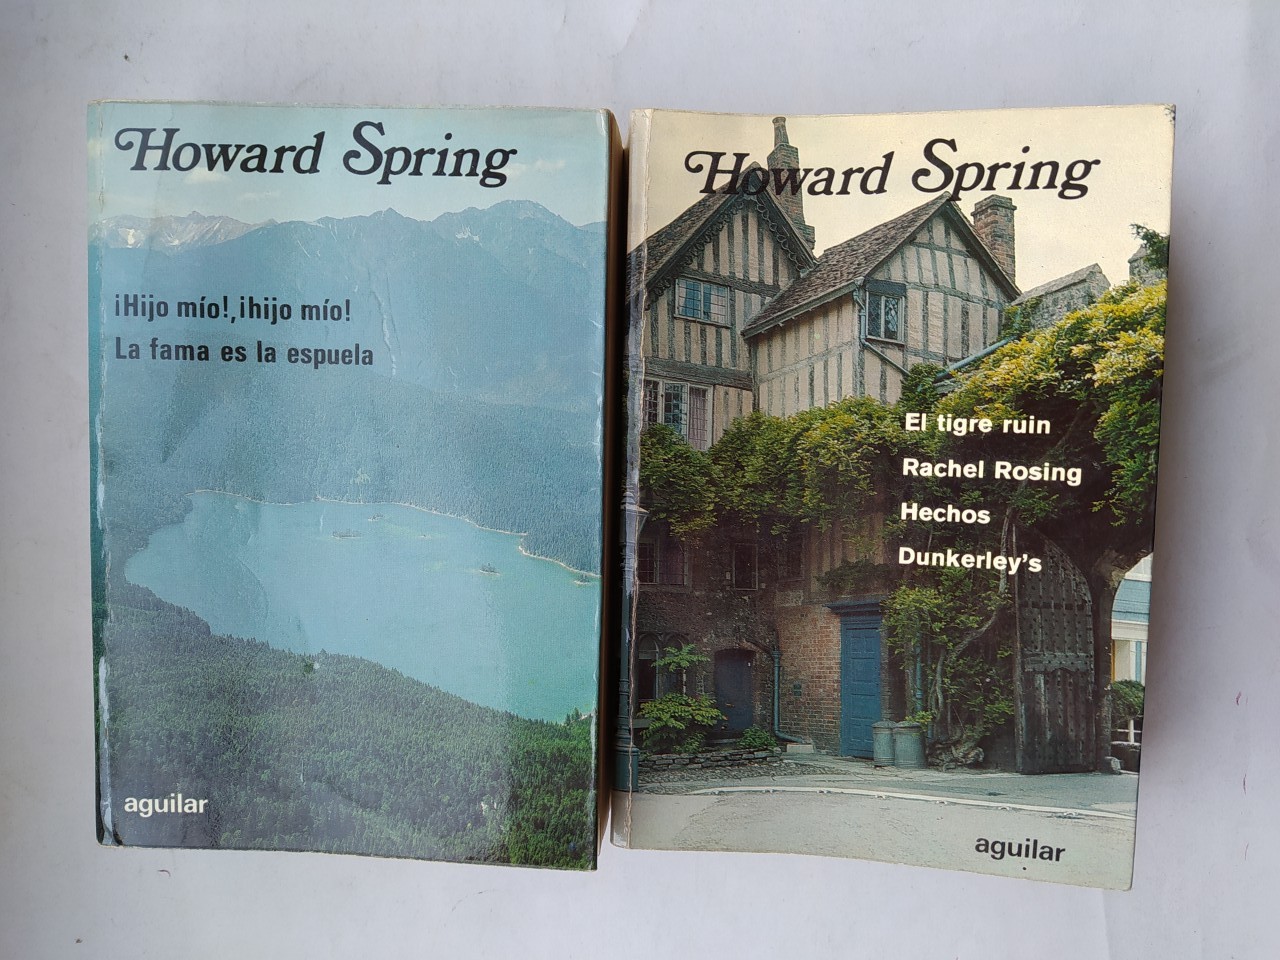 Howard Spring
¡Hijo mío!, ¡hijo mío!
La fama es la espuela
aguilar
Howard Spring
El tigre ruin
Rachel Rosing
Hechos
Dunkerley's
aguilar